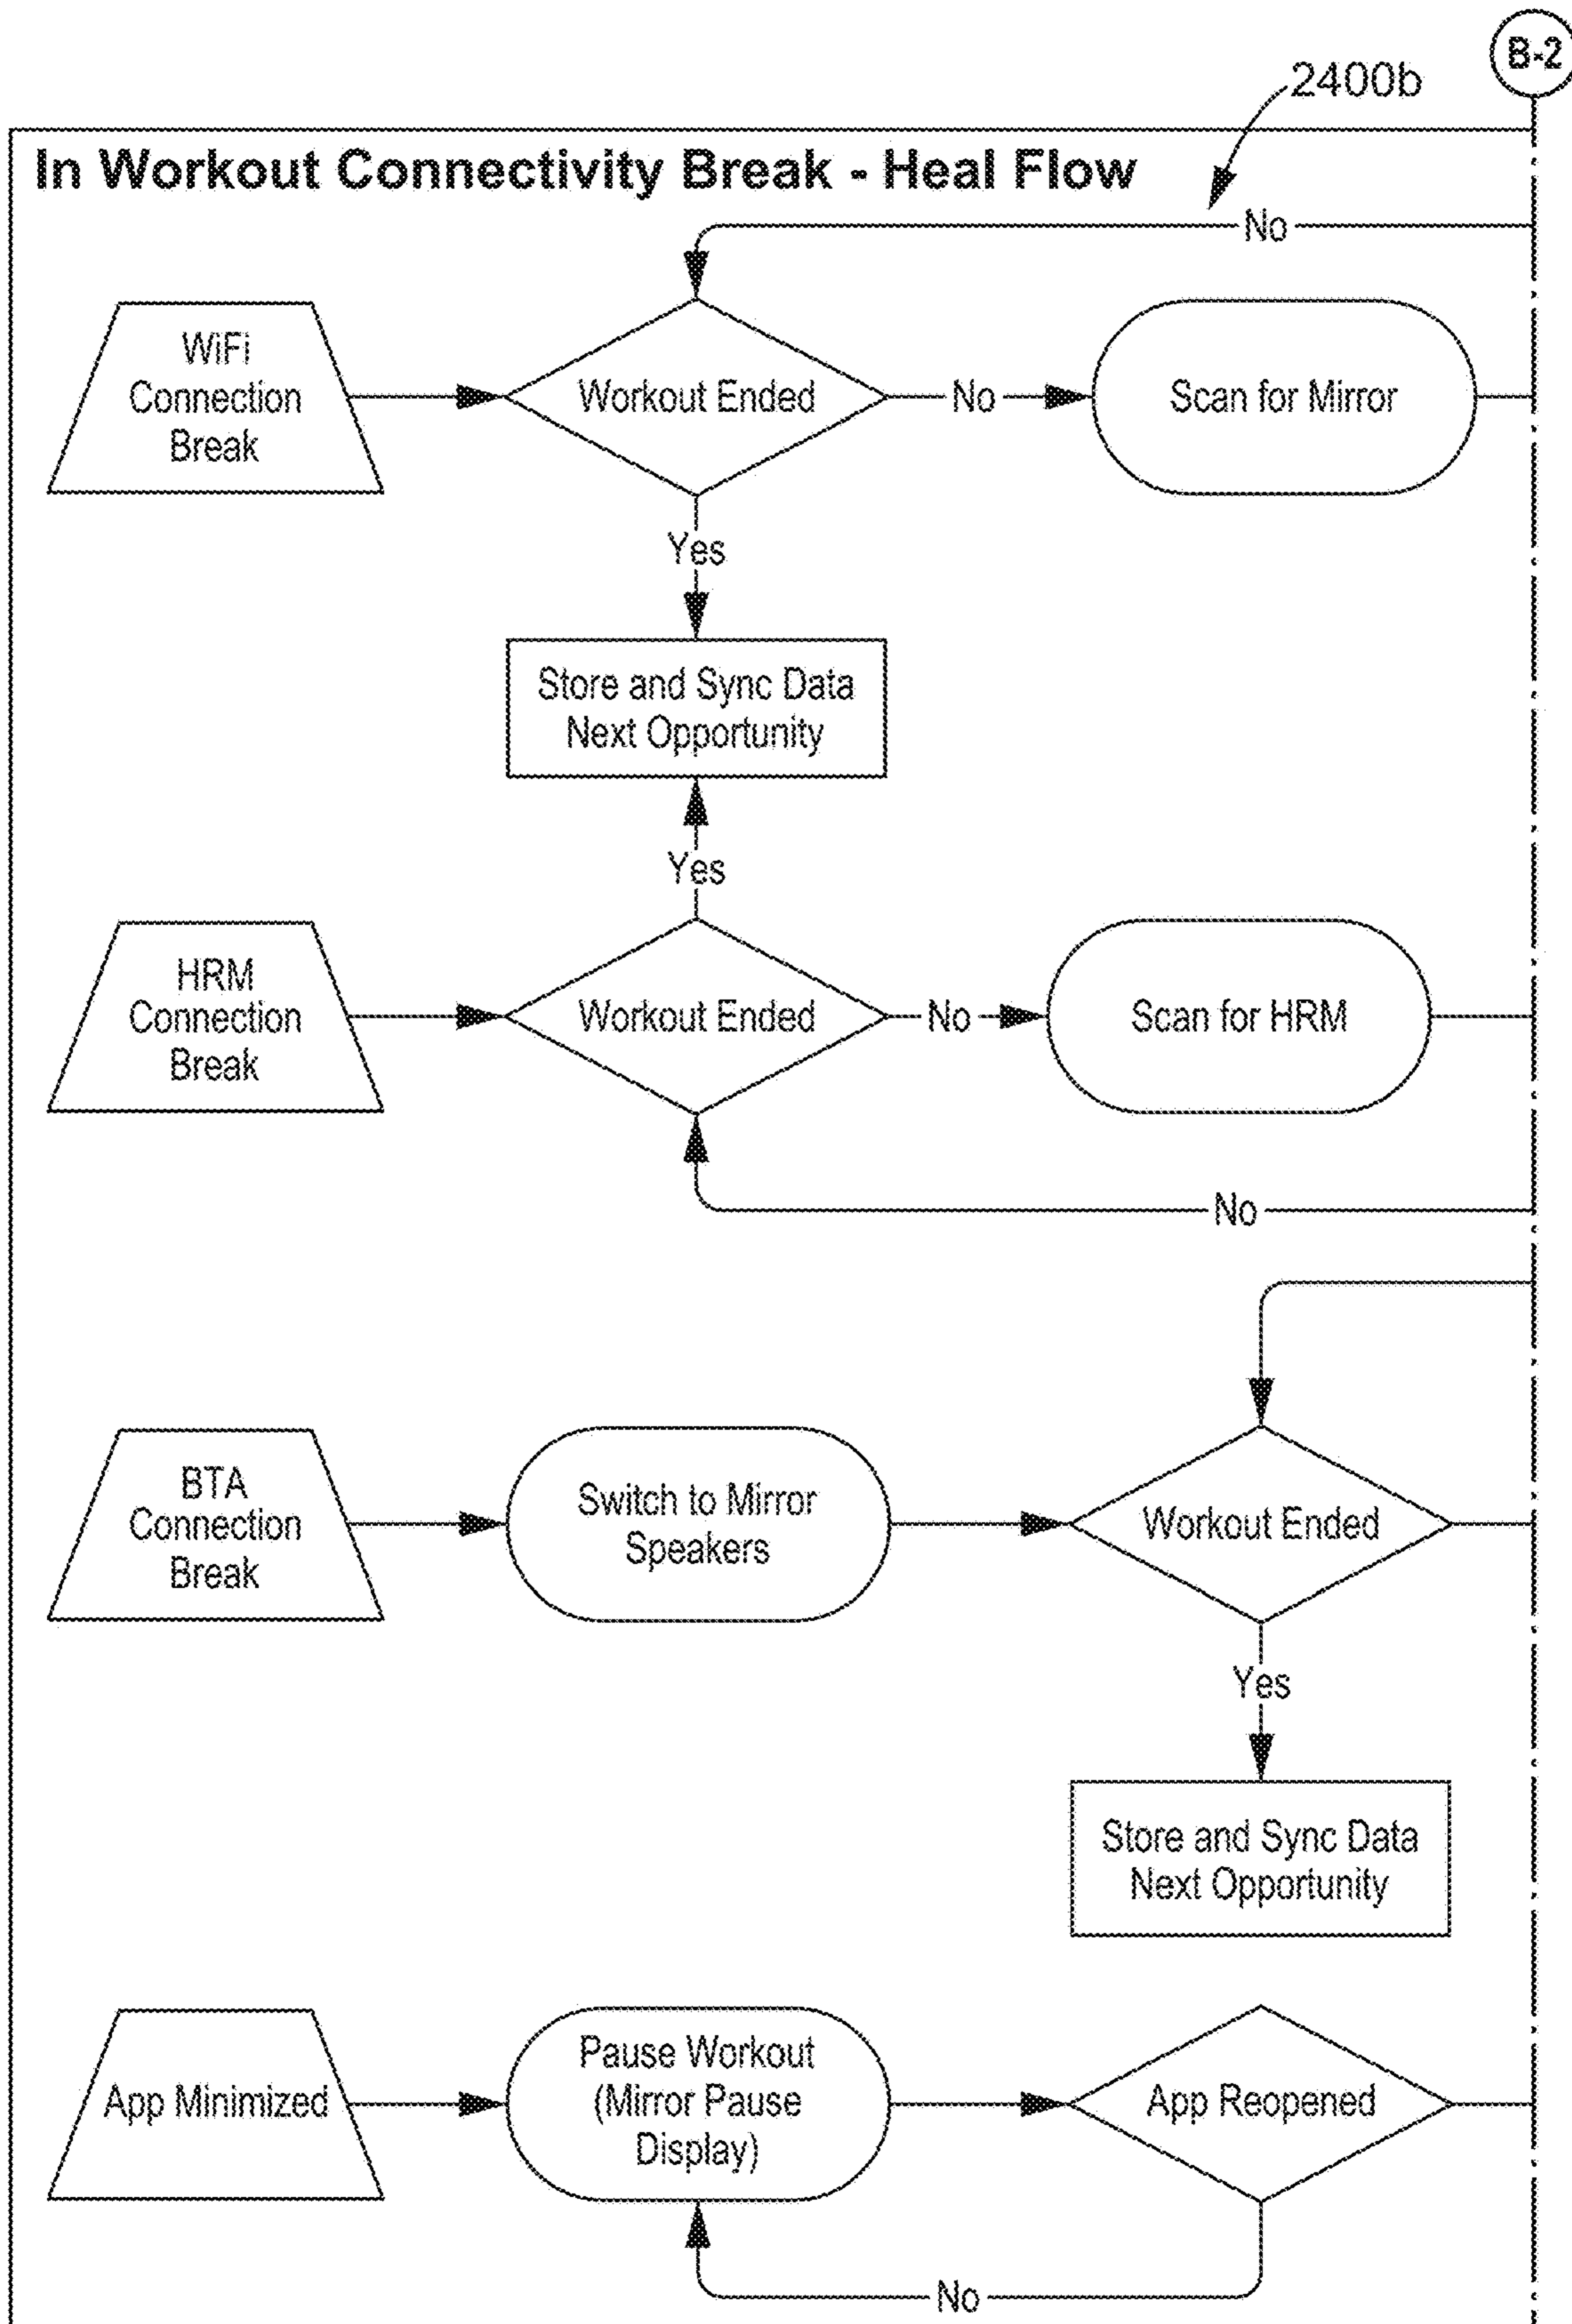 B-2
2400b
In Workout Connectivity Break - Heal Flow
No
WiFi
Connection
Break
Workout Ended
No
Scan for Mirror
Yes
Store and Sync Data
Next Opportunity
Yes
HRM
Connection
Break
Workout Ended
No
Scan for HRM
No
BTA
Connection
Break
Switch to Mirror
Speakers
Workout Ended
Yes
Store and Sync Data
Next Opportunity
App Minimized
Pause Workout
(Mirror Pause
Display)
App Reopened
No